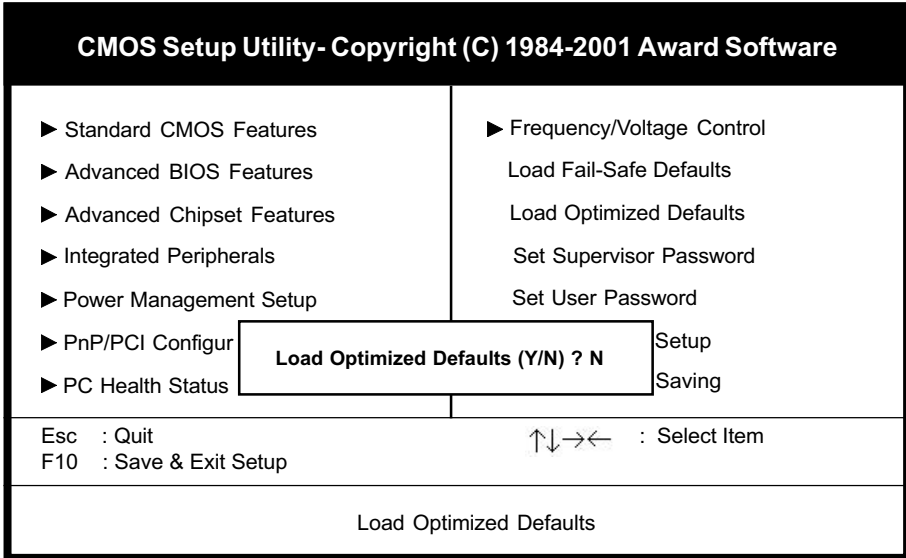 CMOS Setup Utility- Copyright (C) 1984-2001 Award Software
▶ Standard CMOS Features
▶ Advanced BIOS Features
▶ Advanced Chipset Features
▶ Integrated Peripherals
▶ Power Management Setup
▶ PnP/PCI Configur
▶ PC Health Status
▶ Frequency/Voltage Control
Load Fail-Safe Defaults
Load Optimized Defaults
Set Supervisor Password
Set User Password
Setup
Saving
Load Optimized Defaults (Y/N) ? N
Esc : Quit
F10 : Save & Exit Setup
↑↓→← : Select Item
Load Optimized Defaults